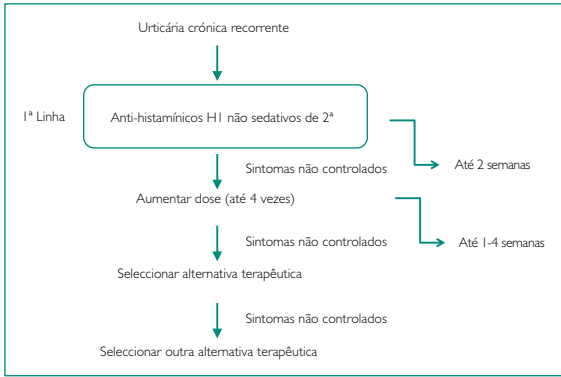 Urticária crónica recorrente
1ª Linha
Anti-histamínicos H1 não sedativos de 2ª
Sintomas não controlados
Até 2 semanas
Aumentar dose (até 4 vezes)
Sintomas não controlados
Até 1-4 semanas
Seleccionar alternativa terapêutica
Sintomas não controlados
Seleccionar outra alternativa terapêutica